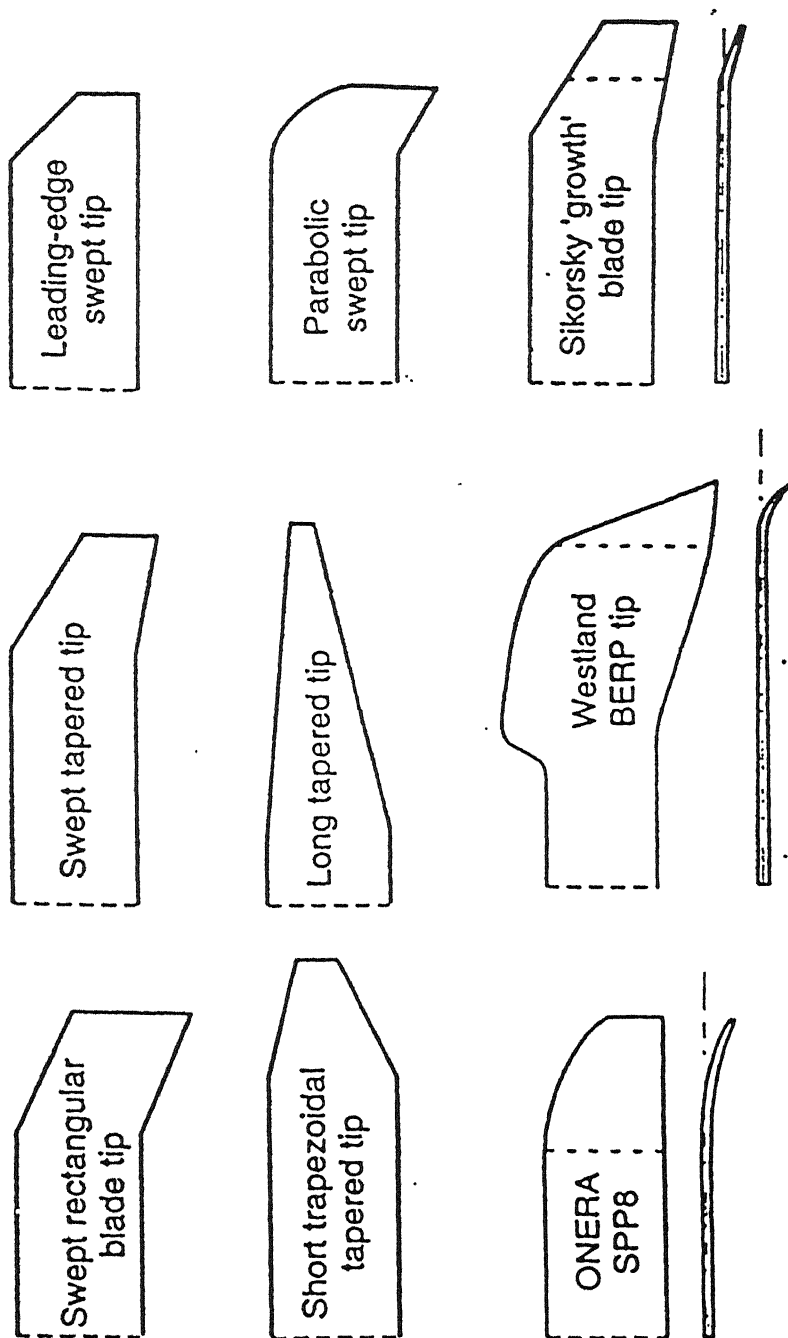 Swept rectangular
blade tip
Swept tapered tip
Leading-edge
swept tip
Short trapezoidal
tapered tip
Long tapered tip
Parabolic
swept tip
ONERA
SPP8
Westland
BERP tip
Sikorsky 'growth'
blade tip